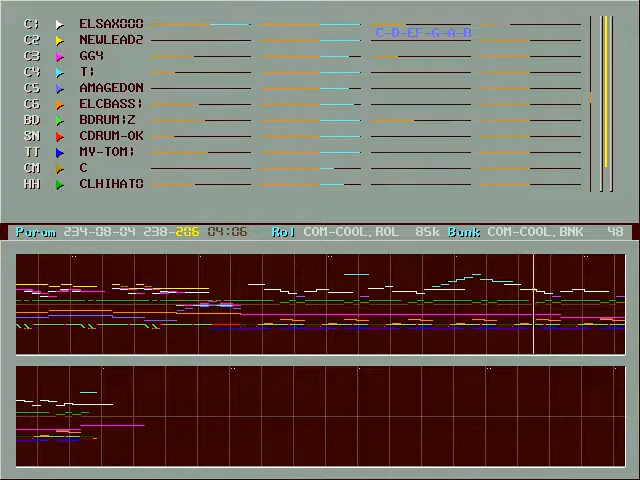 C1 ELSAX000
C2 NEWLEAD2
C-D-EF-G-A-B
C3 GG4
C4 T1
C5 AMAGEDON
C6 ELCBASS1
BD BDRUM1Z
SN CDRUM-OK
TT MY-TOM1
CM C
HH CLHIHAT0
Param 234-08-04 238-206 04:06 Rol COM-COOL.ROL 85k Bank COM-COOL.BNK 48